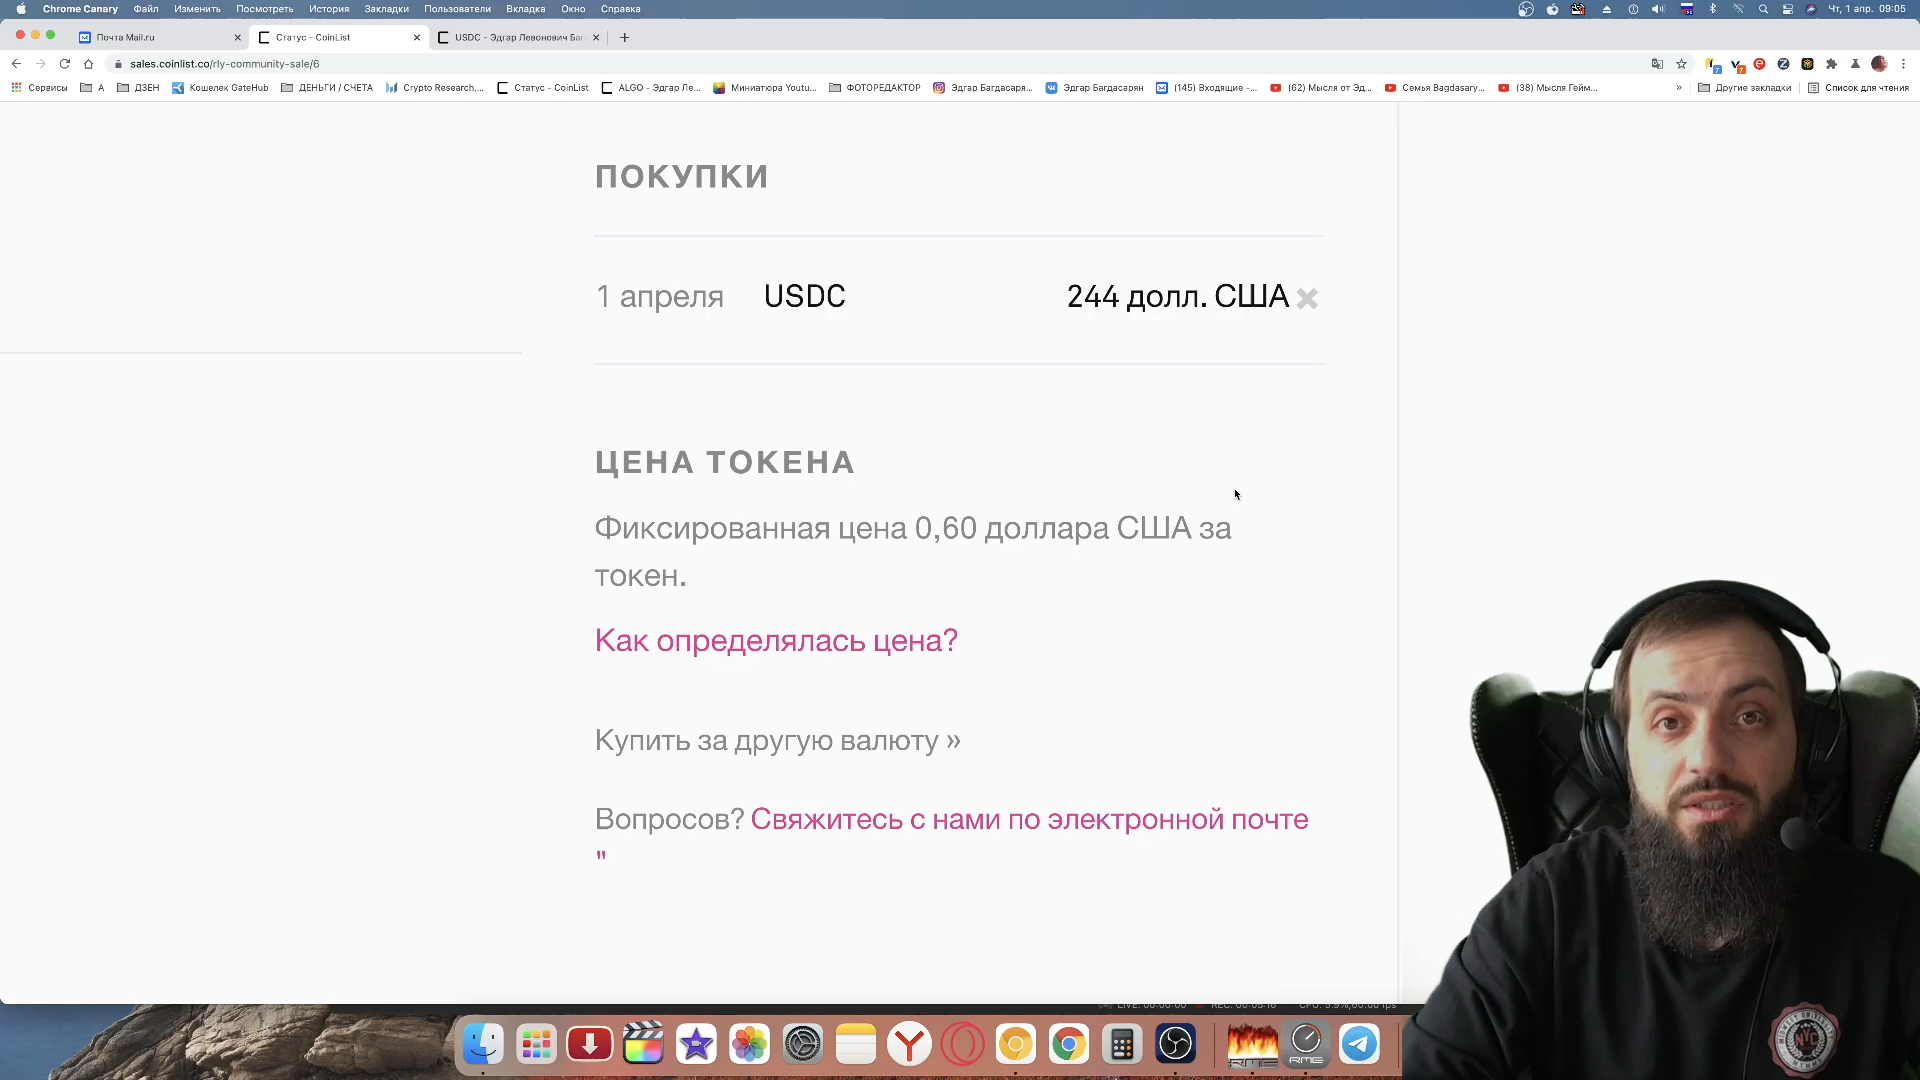 Chrome Canary Файл Изменить Посмотреть История Закладки Пользователи Вкладка Окно Справка Чт, 1 апр. 09:05
Почта Mail.ru Статус - CoinList USDC - Эдгар Левонович Баг
sales.coinlist.co/rly-community-sale/6
Сервисы А ДЗЕН Кошелек GateHub ДЕНЬГИ / СЧЕТА Crypto Research,... Статус - CoinList ALGO - Эдгар Ле... Миниатюра Youtu... ФОТОРЕДАКТОР Эдгар Багдасаря... Эдгар Багдасарян (145) Входящие -... (62) Мысля от Эд... Семья Bagdasary... (38) Мысля Гейм... » Другие закладки Список для чтения
ПОКУПКИ
1 апреля USDC 244 долл. США
ЦЕНА ТОКЕНА
Фиксированная цена 0,60 доллара США за
токен.
Как определялась цена?
Купить за другую валюту »
Вопросов? Свяжитесь с нами по электронной почте
"
RME RME
NYC